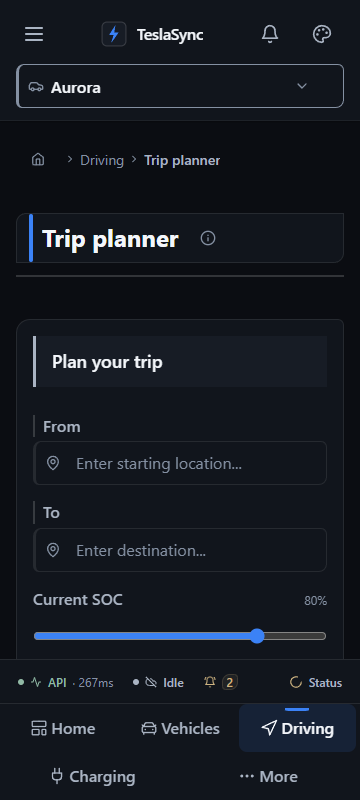 TeslaSync
Aurora
Driving Trip planner
Trip planner
Plan your trip
From
Enter starting location...
To
Enter destination...
Current SOC 80%
API · 267ms Idle 2 Status
Home Vehicles Driving
Charging More